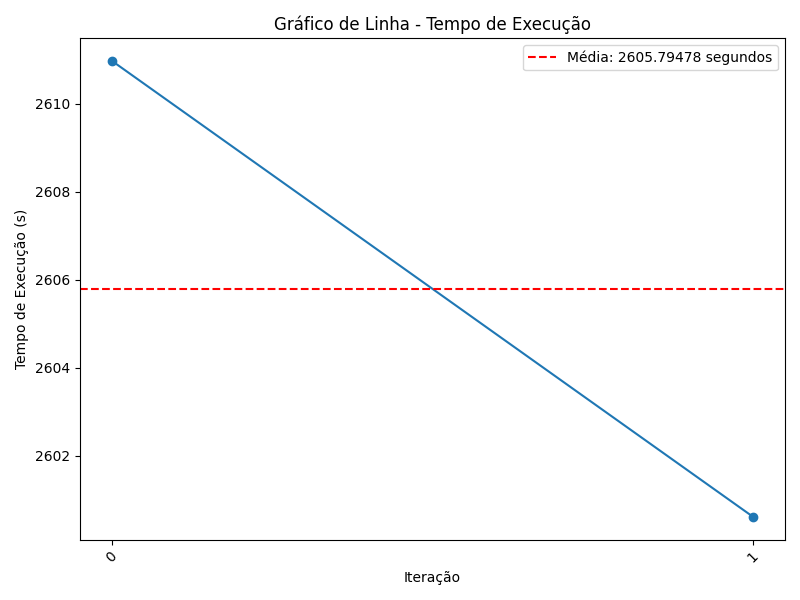 Gráfico de Linha - Tempo de Execução
Média: 2605.79478 segundos
2610
2608
2606
2604
2602
Tempo de Execução (s)
0
1
Iteração